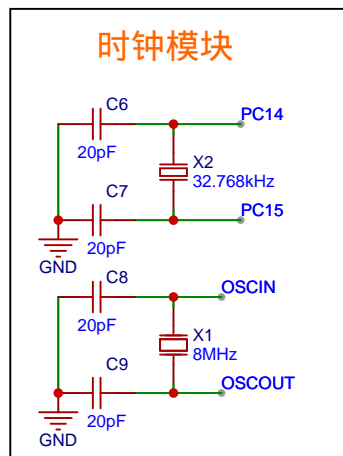 时钟模块
C6
PC14
20pF
X2
32.768kHz
C7
PC15
20pF
GND
C8
OSCIN
20pF
X1
8MHz
C9
OSCOUT
20pF
GND